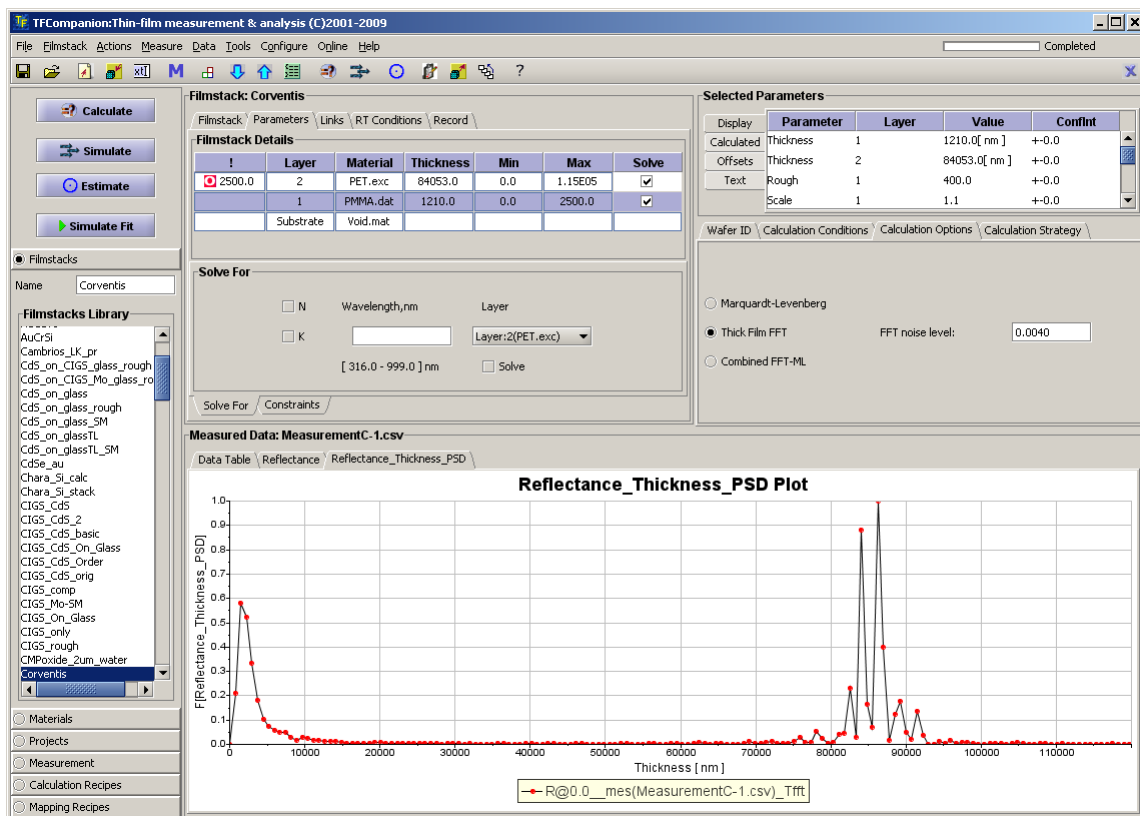 TFCompanion:Thin-film measurement & analysis (C)2001-2009
File Filmstack Actions Measure Data Tools Configure Online Help
Completed
xtl M ? X
Calculate
Simulate
Estimate
Simulate Fit
Filmstacks
Name Corventis
Filmstacks Library
AuCrSi
Cambrios_LK_pr
CdS_on_CIGS_glass_rough
CdS_on_CIGS_Mo_glass_ro
CdS_on_glass
CdS_on_glass_rough
CdS_on_glass_SM
CdS_on_glassTL
CdS_on_glassTL_SM
CdSe_au
Chara_Si_calc
Chara_Si_stack
CIGS_CdS
CIGS_CdS_2
CIGS_CdS_basic
CIGS_CdS_On_Glass
CIGS_CdS_Order
CIGS_CdS_orig
CIGS_comp
CIGS_Mo-SM
CIGS_On_Glass
CIGS_only
CIGS_rough
CMPoxide_2um_water
Corventis
Materials
Projects
Measurement
Calculation Recipes
Mapping Recipes
Filmstack: Corventis
Filmstack Parameters Links RT Conditions Record
Filmstack Details
! Layer Material Thickness Min Max Solve
2500.0 2 PET.exc 84053.0 0.0 1.15E05
1 PMMA.dat 1210.0 0.0 2500.0
Substrate Void.mat
Solve For
N Wavelength,nm Layer
K Layer:2(PET.exc)
[ 316.0 - 999.0 ] nm Solve
Solve For Constraints
Selected Parameters
Display
Calculated
Offsets
Text
Parameter Layer Value ConfInt
Thickness 1 1210.0[ nm ] +-0.0
Thickness 2 84053.0[ nm ] +-0.0
Rough 1 400.0 +-0.0
Scale 1 1.1 +-0.0
Wafer ID Calculation Conditions Calculation Options Calculation Strategy
Marquardt-Levenberg
Thick Film FFT FFT noise level: 0.0040
Combined FFT-ML
Measured Data: MeasurementC-1.csv
Data Table Reflectance Reflectance_Thickness_PSD
Reflectance_Thickness_PSD Plot
F[Reflectance_Thickness_PSD]
1.0
0.9
0.8
0.7
0.6
0.5
0.4
0.3
0.2
0.1
0.0
0 10000 20000 30000 40000 50000 60000 70000 80000 90000 100000 110000
Thickness [ nm ]
R@0.0__mes(MeasurementC-1.csv)_Tfft